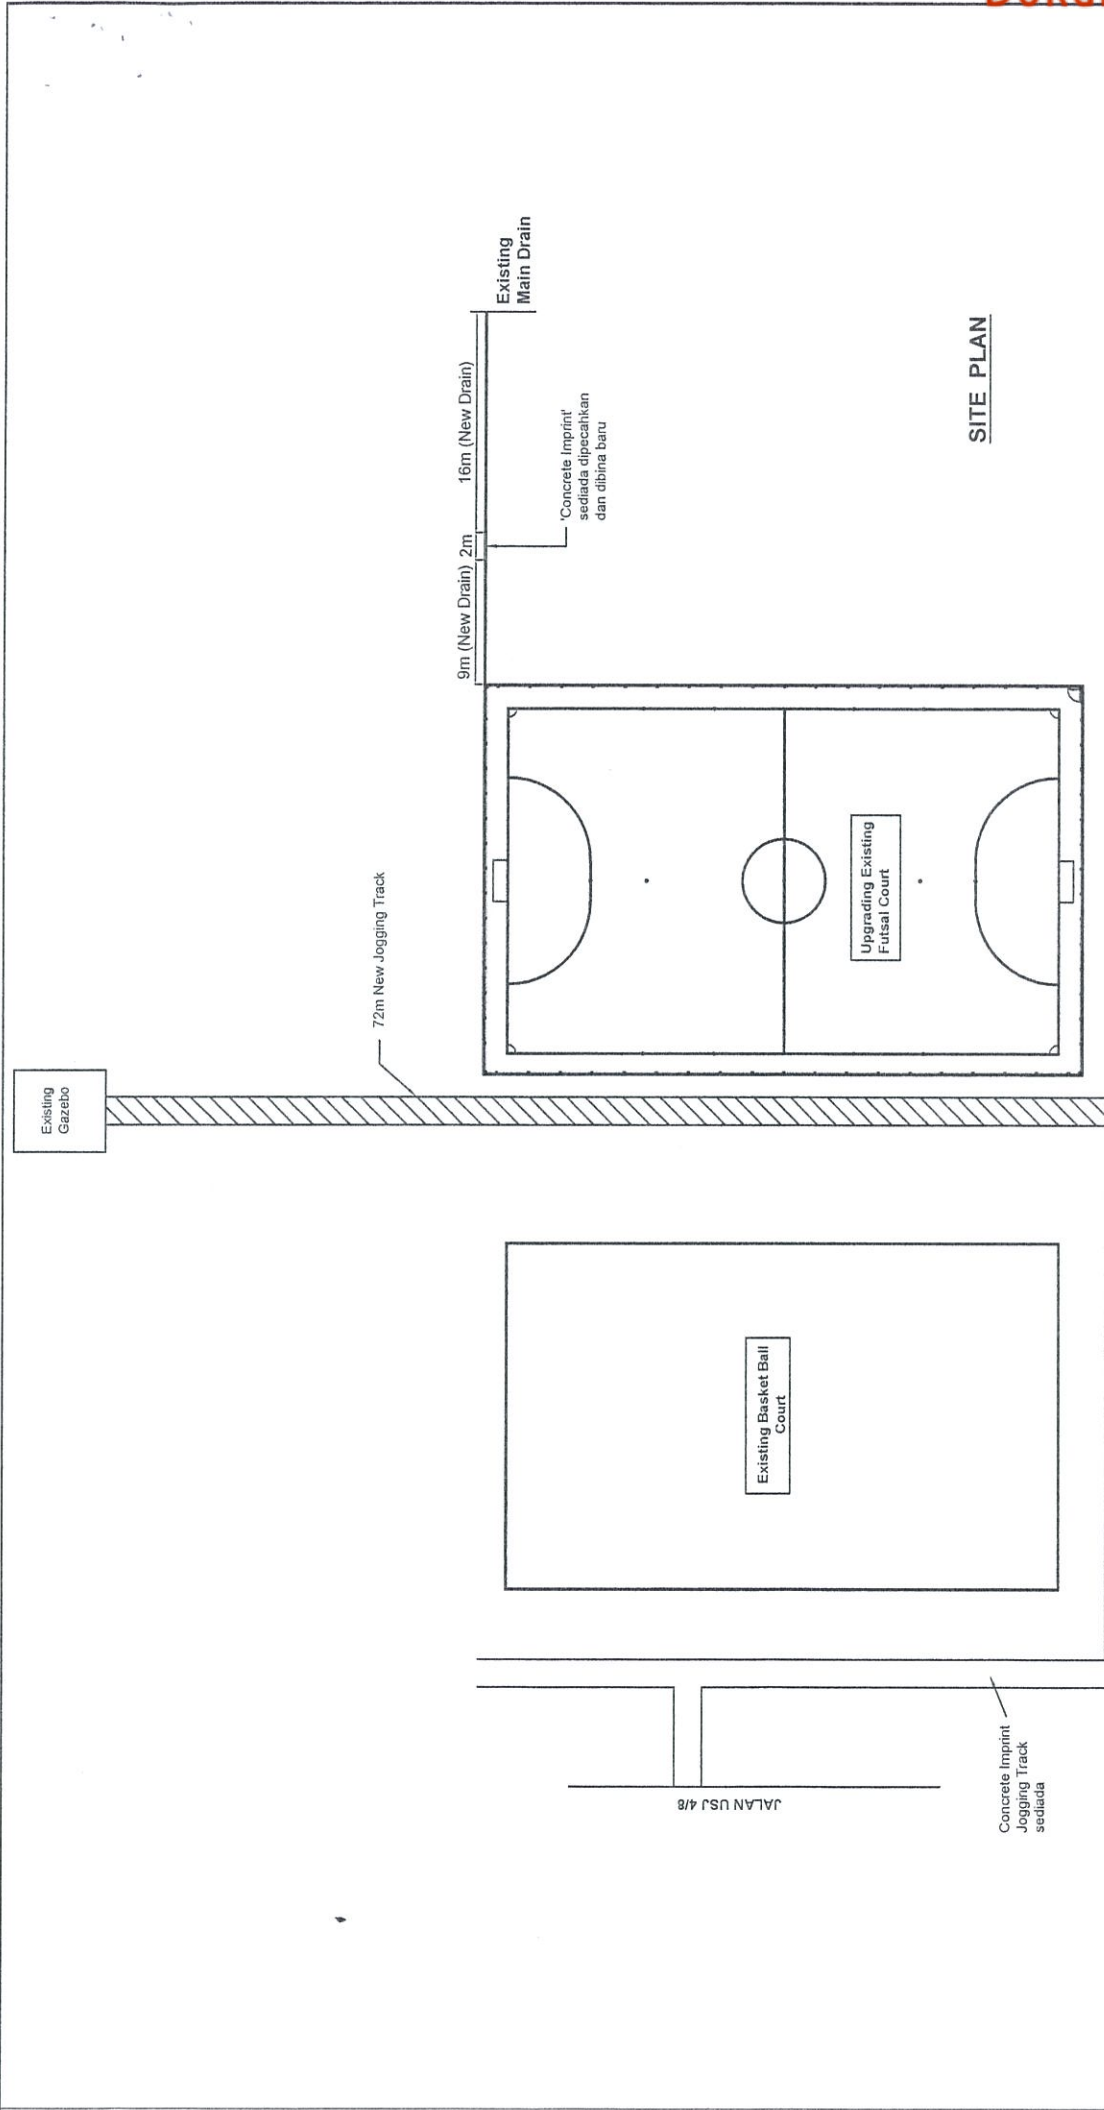 Existing
Gazebo
72m New Jogging Track
9m (New Drain) 2m 16m (New Drain)
Existing
Main Drain
'Concrete Imprint'
sediada dipecahkan
dan dibina baru
JALAN USJ 4/8
Existing Basket Ball
Court
Upgrading Existing
Futsal Court
SITE PLAN
Concrete Imprint
Jogging Track
sediada